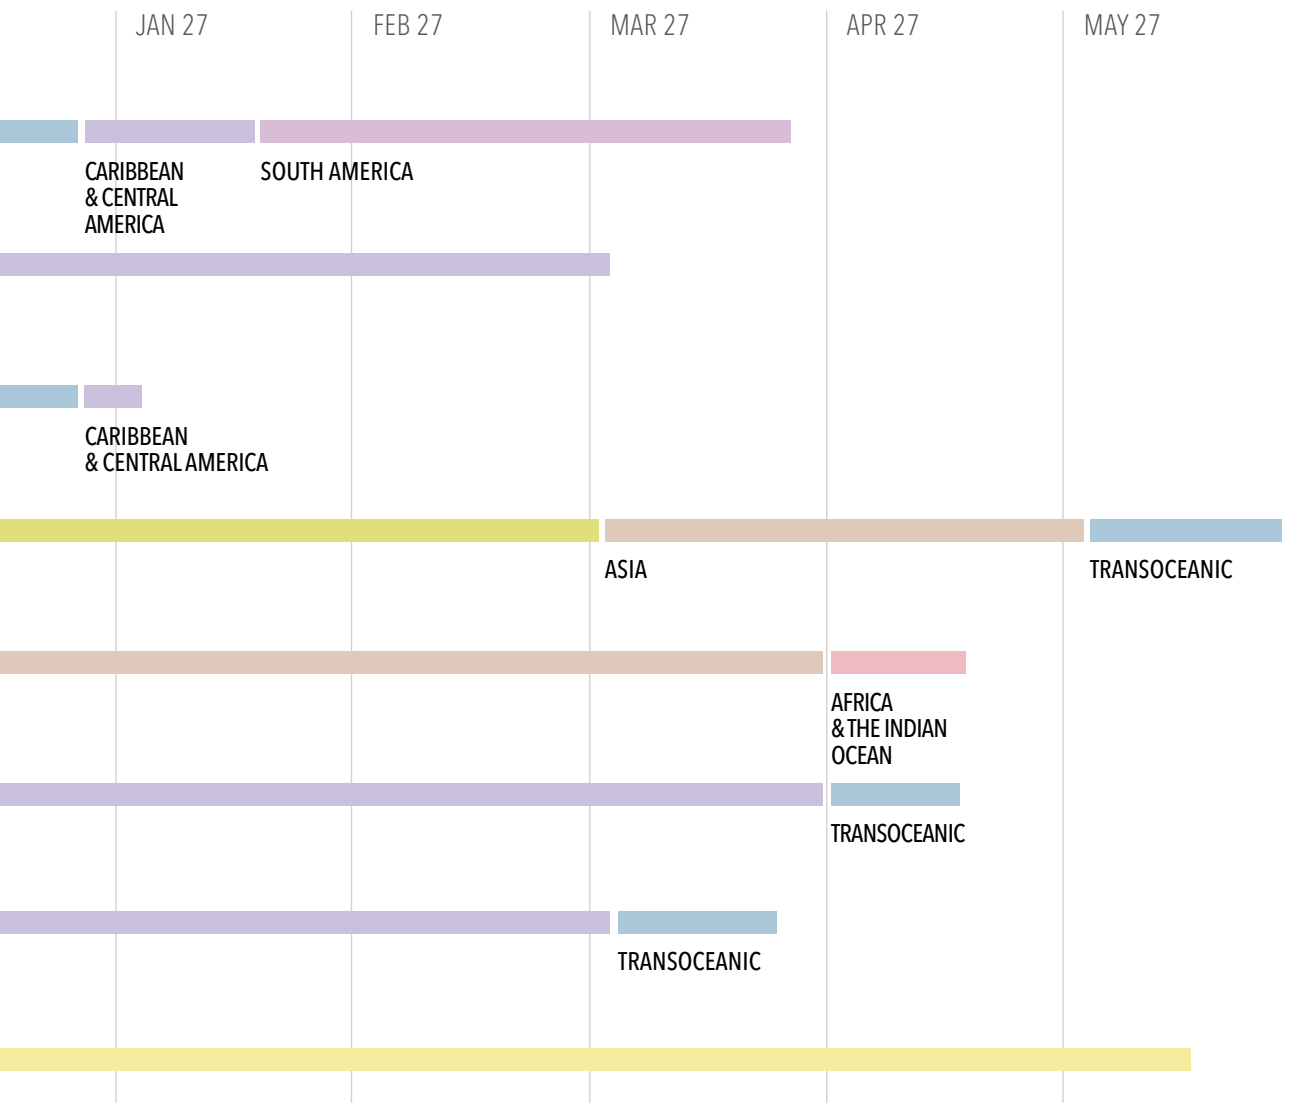 JAN 27
FEB 27
MAR 27
APR 27
MAY 27
CARIBBEAN
& CENTRAL
AMERICA
SOUTH AMERICA
CARIBBEAN
& CENTRAL AMERICA
ASIA
TRANSOCEANIC
AFRICA
& THE INDIAN
OCEAN
TRANSOCEANIC
TRANSOCEANIC